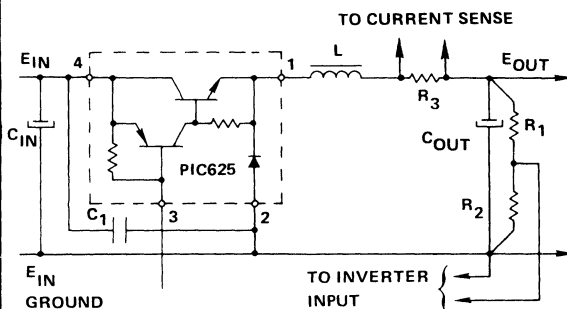 TO CURRENT SENSE
EIN
4
1
L
EOUT
R3
CIN
COUT
R1
PIC625
R2
C1
3
2
EIN
GROUND
TO INVERTER
INPUT